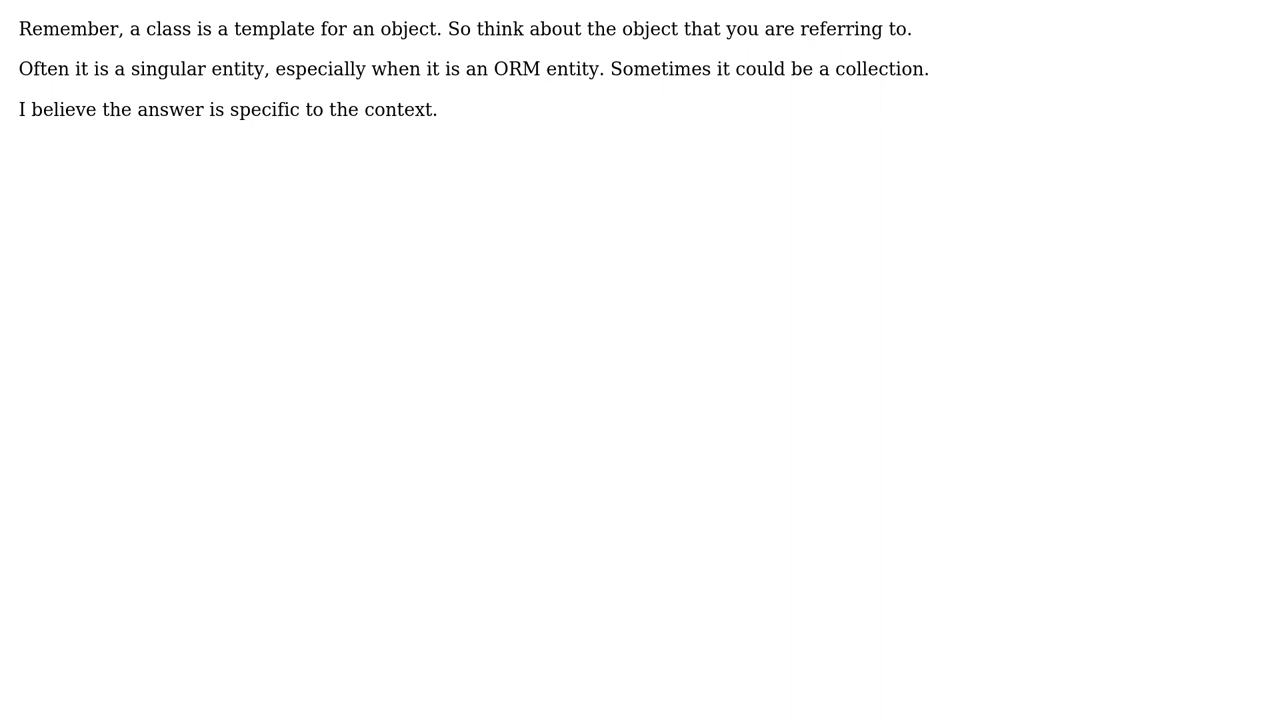 Remember, a class is a template for an object. So think about the object that you are referring to.
Often it is a singular entity, especially when it is an ORM entity. Sometimes it could be a collection.
I believe the answer is specific to the context.